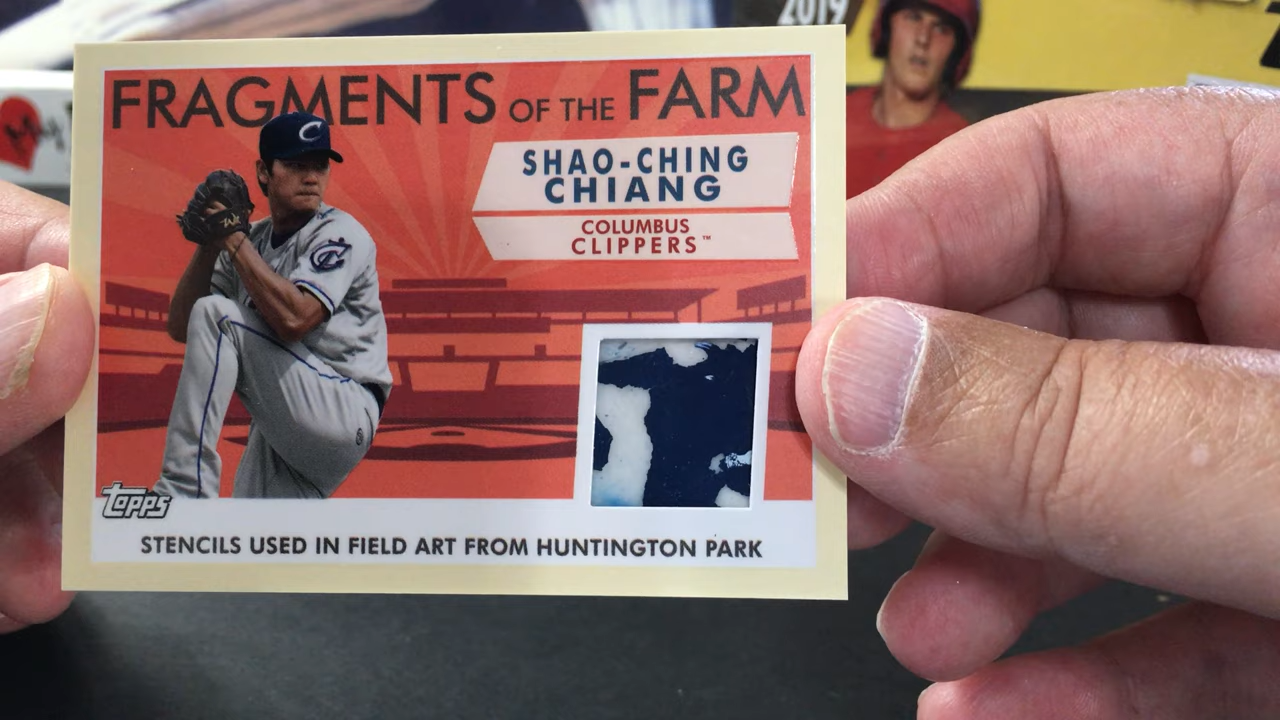 2019
My
FRAGMENTS OF THE FARM
C
SHAO-CHING
CHIANG
COLUMBUS
CLIPPERS™
C
topps
STENCILS USED IN FIELD ART FROM HUNTINGTON PARK